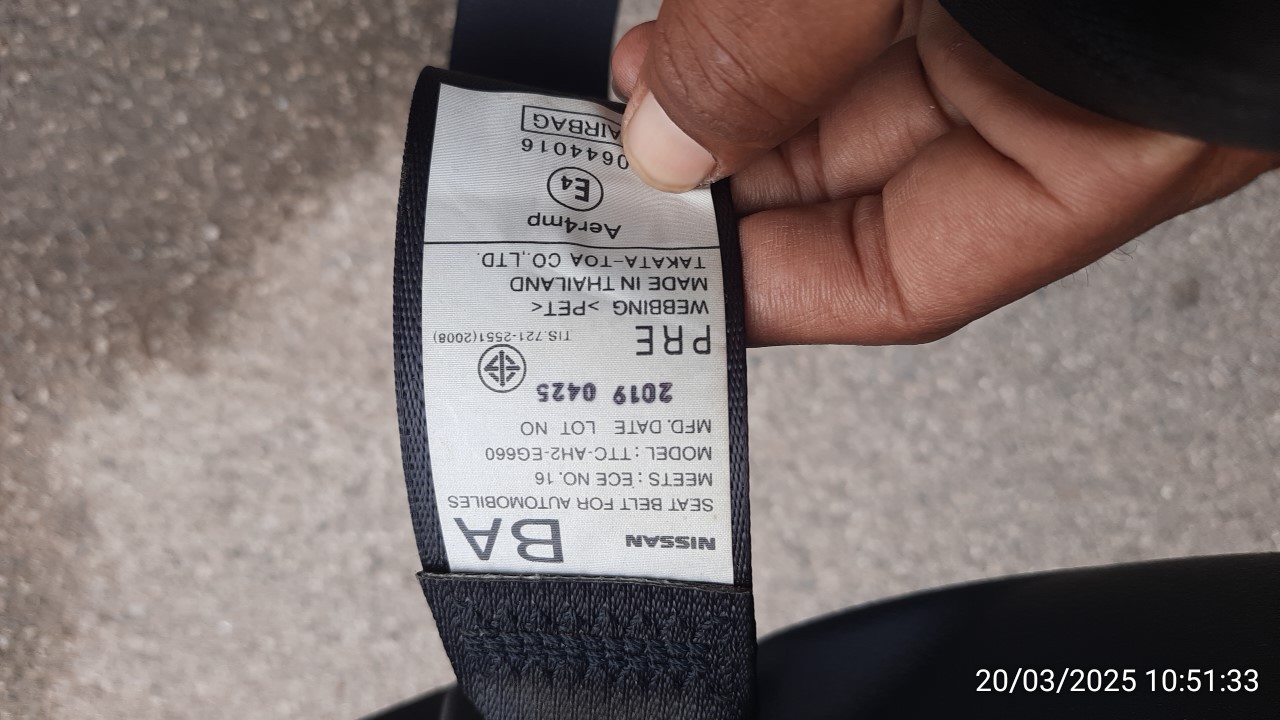 NISSAN BA
SEAT BELT FOR AUTOMOBILES
MEETS : ECE NO.16
MODEL : TTC-AH2-EG660
MFD. DATE LOT NO
2019 0425
PRE TIS.721-2551(2008)
WEBBING >PET<
MADE IN THAILAND
TAKATA-TOA CO.,LTD.
Aer4mp
E4
0644016
AIRBAG
20/03/2025 10:51:33